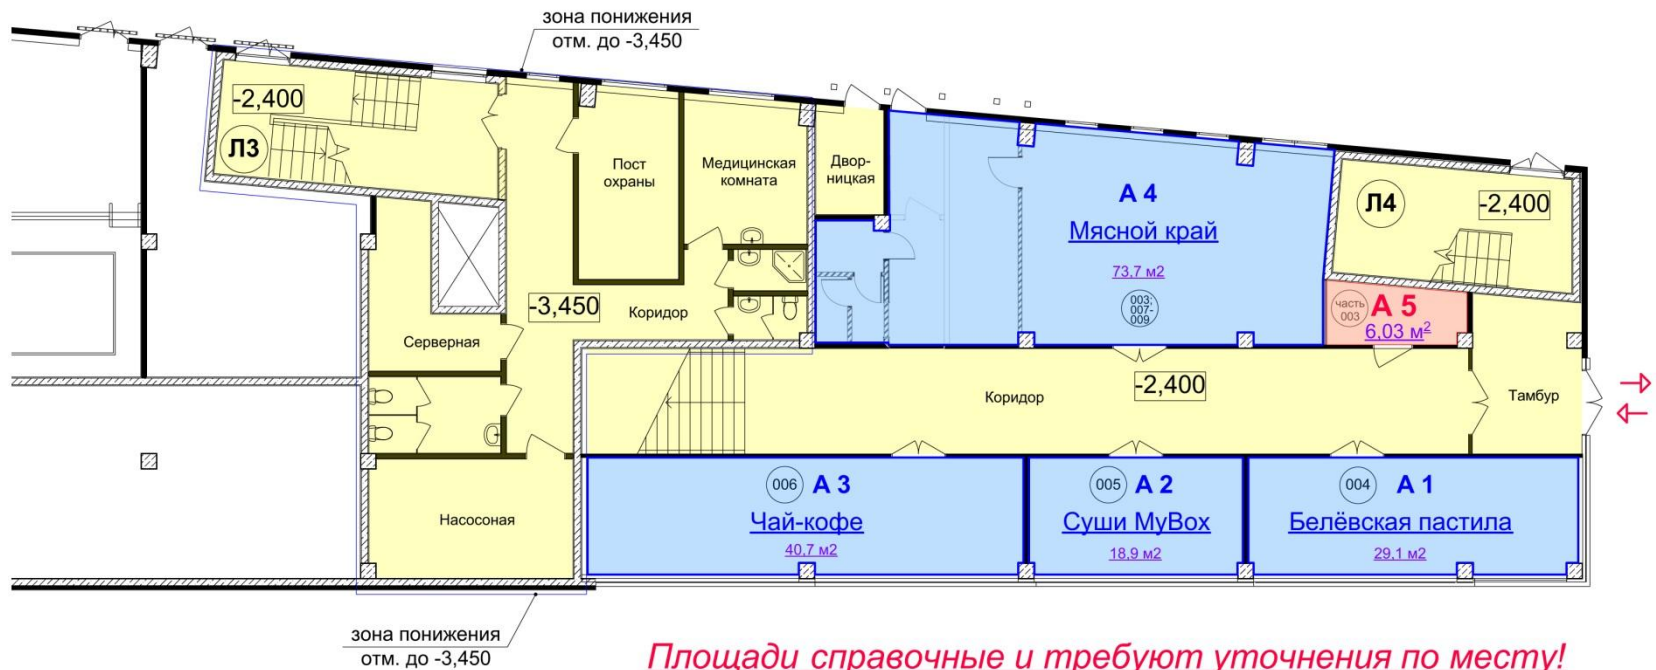 зона понижения
отм. до -3,450
-2,400
Л3
Пост
охраны
Медицинская
комната
Двор-
ницкая
А 4
Мясной край
73,7 м2
003;
007-
009
Л4
-2,400
часть
003
А 5
6,03 м²
-3,450
Коридор
Серверная
Коридор
-2,400
Тамбур
Насосоная
006
А 3
Чай-кофе
40,7 м2
005
А 2
Суши MyBox
18,9 м2
004
А 1
Белёвская пастила
29,1 м2
зона понижения
отм. до -3,450
Площади справочные и требуют уточнения по месту!